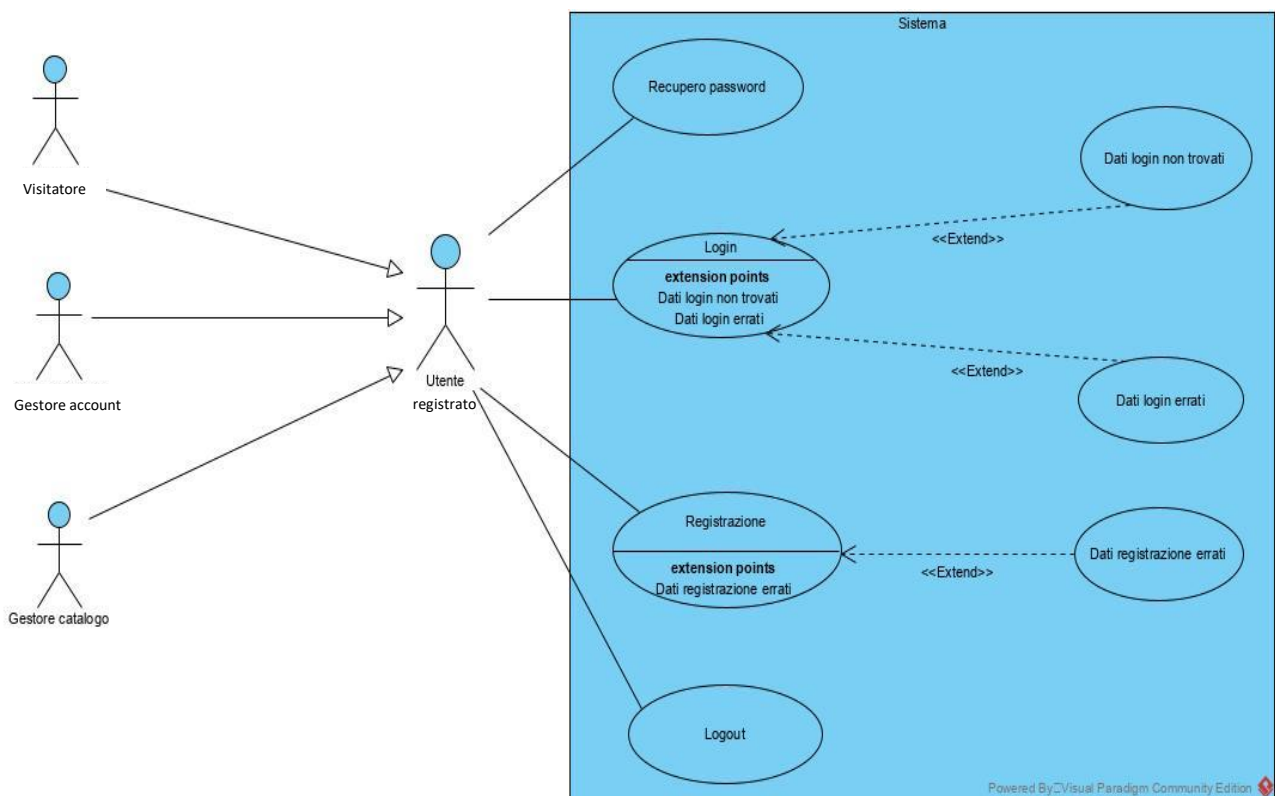 Sistema
Visitatore
Gestore account
Gestore catalogo
Utente
registrato
Recupero password
Login
extension points
Dati login non trovati
Dati login errati
<<Extend>>
Dati login non trovati
<<Extend>>
Dati login errati
Registrazione
extension points
Dati registrazione errati
<<Extend>>
Dati registrazione errati
Logout
Powered By Visual Paradigm Community Edition